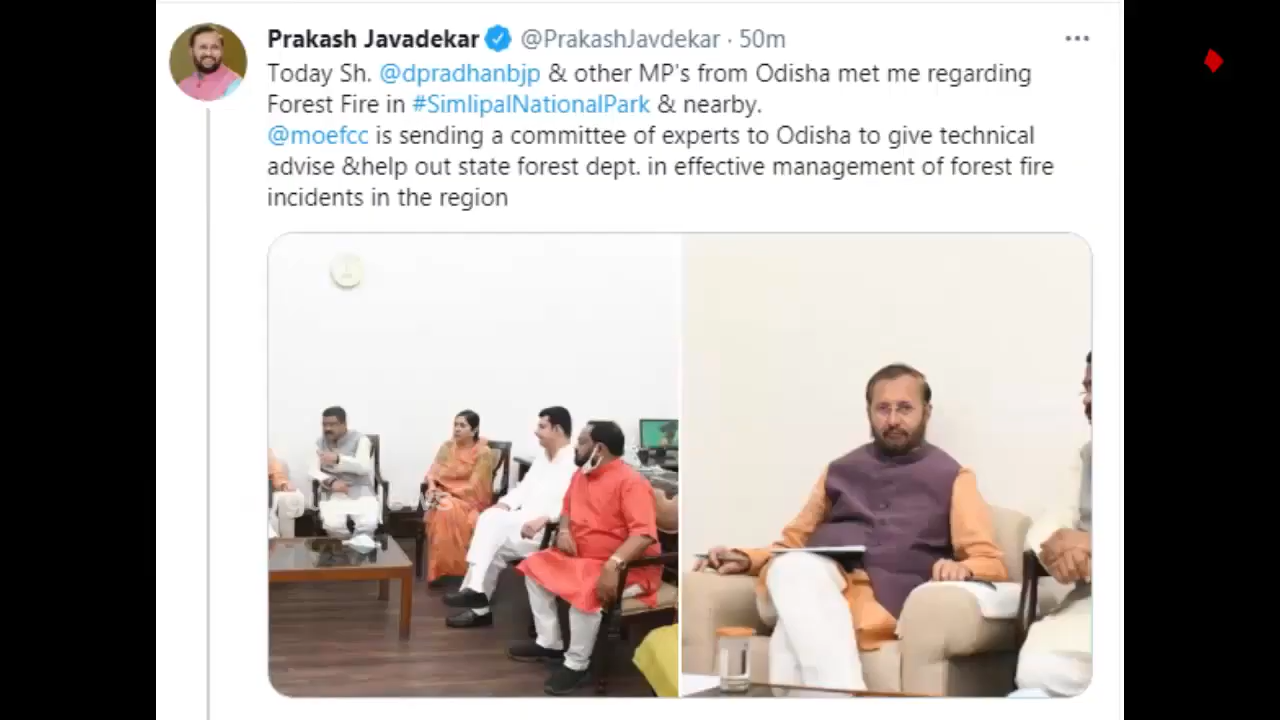 Prakash Javadekar @PrakashJavdekar · 50m
Today Sh. @dpradhanbjp & other MP's from Odisha met me regarding
Forest Fire in #SimlipalNationalPark & nearby.
@moefcc is sending a committee of experts to Odisha to give technical
advise &help out state forest dept. in effective management of forest fire
incidents in the region